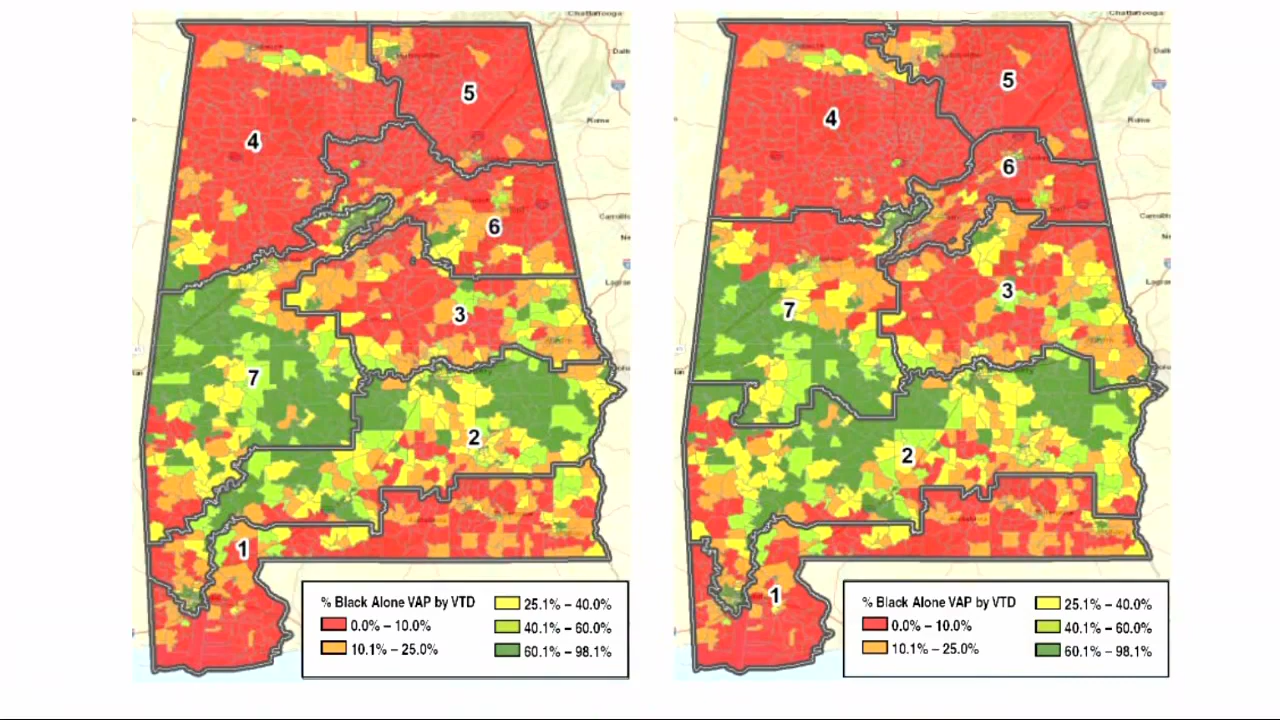 Chattanooga
4
5
6
3
7
2
1
% Black Alone VAP by VTD
0.0% – 10.0%
10.1% – 25.0%
25.1% – 40.0%
40.1% – 60.0%
60.1% – 98.1%
Chattanooga
5
4
6
3
7
2
1
% Black Alone VAP by VTD
0.0% – 10.0%
10.1% – 25.0%
25.1% – 40.0%
40.1% – 60.0%
60.1% – 98.1%